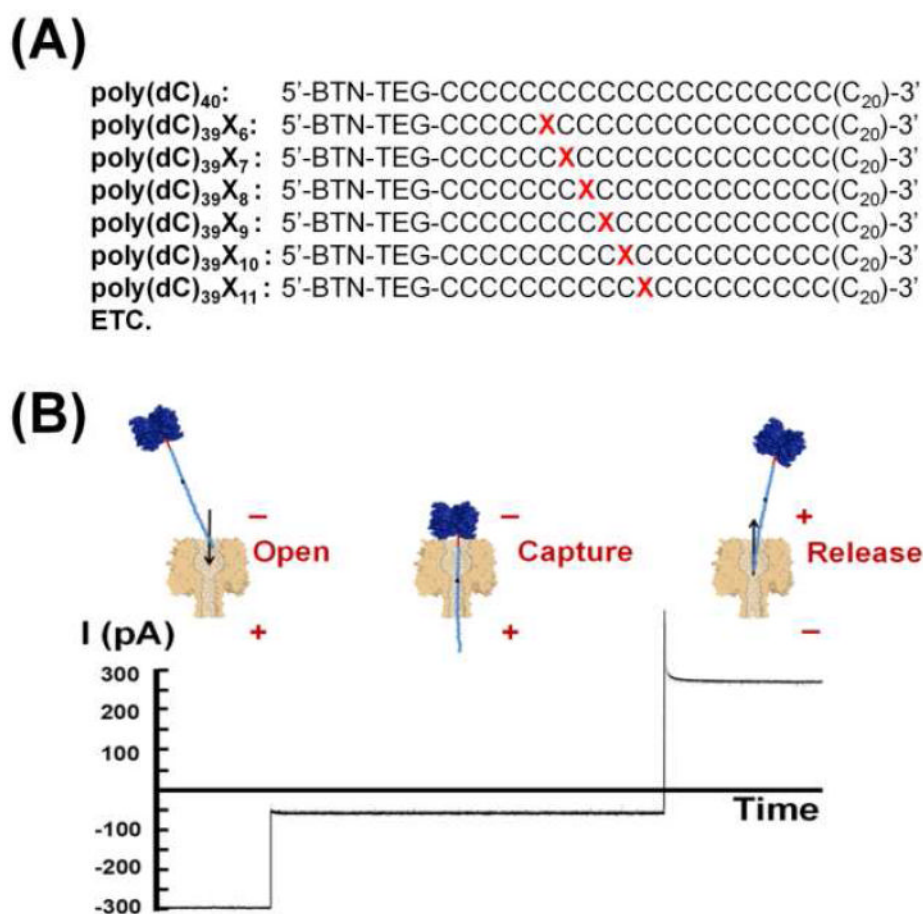 (A)
poly(dC)₄₀: 5'-BTN-TEG-CCCCCCCCCCCCCCCCCCCC(C₂₀)-3'
poly(dC)₃₉X₆: 5'-BTN-TEG-CCCCCXCCCCCCCCCCCCCC(C₂₀)-3'
poly(dC)₃₉X₇: 5'-BTN-TEG-CCCCCCXCCCCCCCCCCCCC(C₂₀)-3'
poly(dC)₃₉X₈: 5'-BTN-TEG-CCCCCCCXCCCCCCCCCCCC(C₂₀)-3'
poly(dC)₃₉X₉: 5'-BTN-TEG-CCCCCCCCXCCCCCCCCCCC(C₂₀)-3'
poly(dC)₃₉X₁₀: 5'-BTN-TEG-CCCCCCCCCXCCCCCCCCCC(C₂₀)-3'
poly(dC)₃₉X₁₁: 5'-BTN-TEG-CCCCCCCCCCXCCCCCCCCC(C₂₀)-3'
ETC.
(B)
− − +
Open Capture Release
+ + −
I (pA)
300
200
100
Time
-100
-200
-300